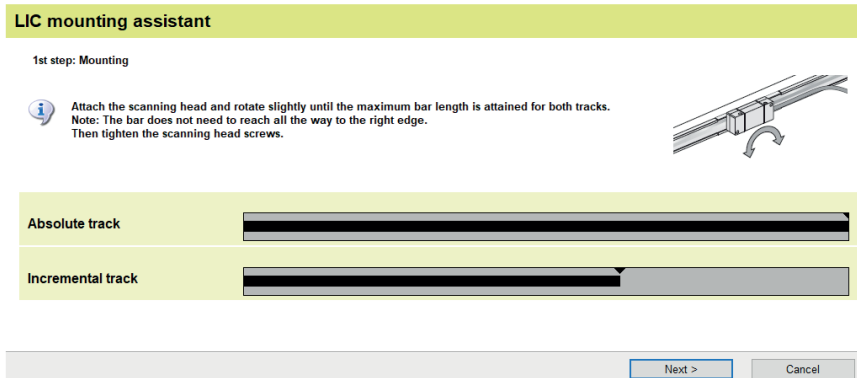 LIC mounting assistant
1st step: Mounting
Attach the scanning head and rotate slightly until the maximum bar length is attained for both tracks.
Note: The bar does not need to reach all the way to the right edge.
Then tighten the scanning head screws.
Absolute track
Incremental track
Next >
Cancel